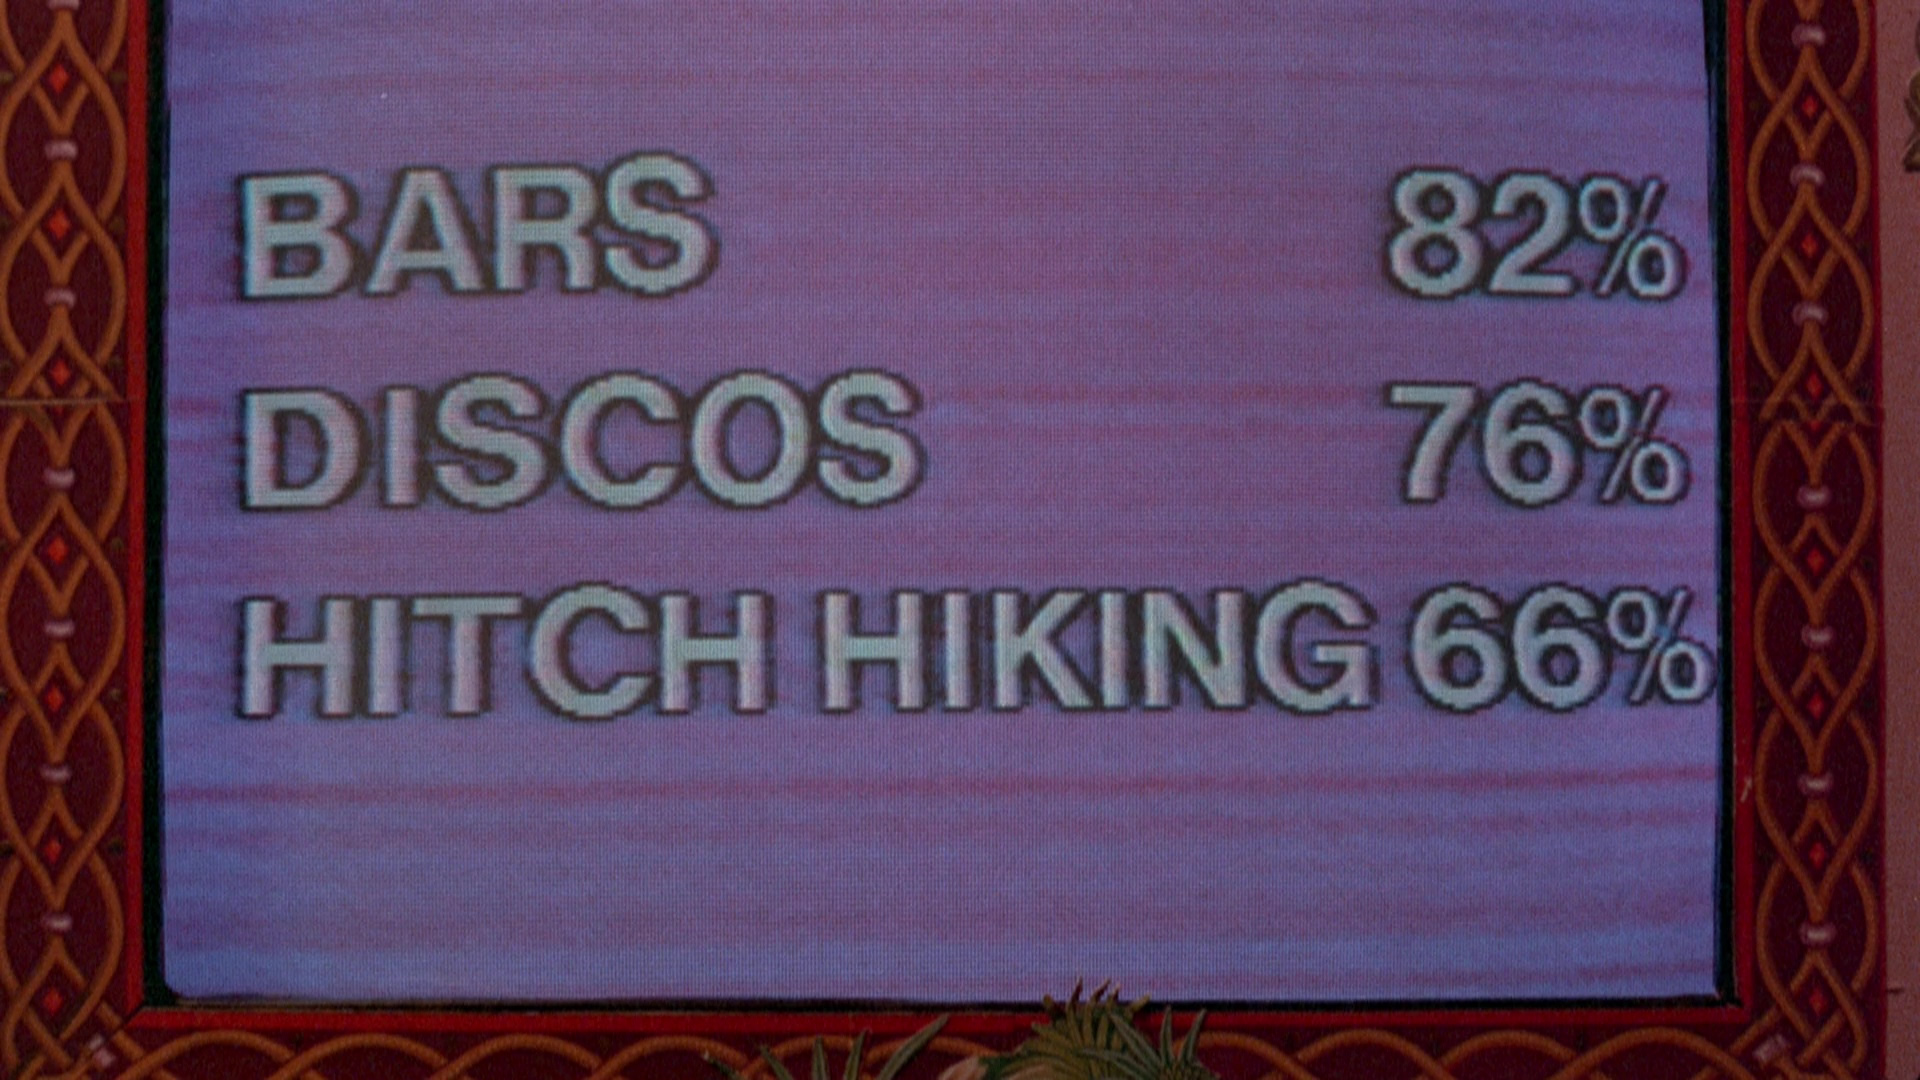 BARS 82%
DISCOS 76%
HITCH HIKING 66%